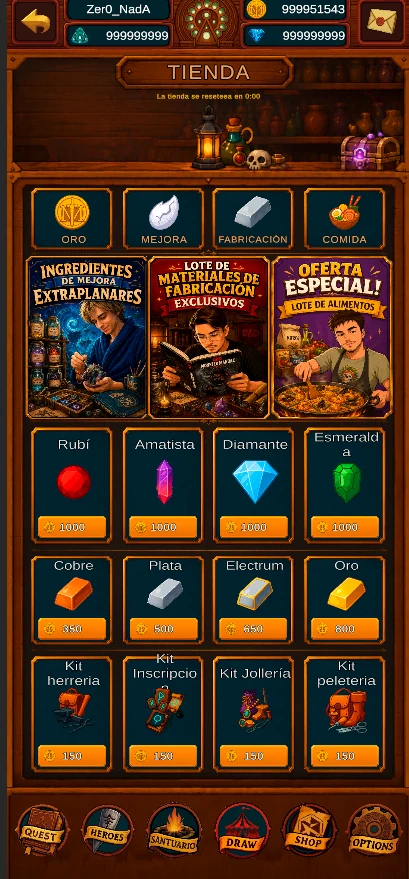 Zer0_NadA
999951543
999999999
999999999
TIENDA
La tienda se reseteea en 0:00
ORO
MEJORA
FABRICACIÓN
COMIDA
INGREDIENTES
DE MEJORA
EXTRAPLANARES
LOTE DE
MATERIALES DE
FABRICACIÓN
EXCLUSIVOS
OFERTA
ESPECIAL!
LOTE DE ALIMENTOS
Rubí
Amatista
Diamante
Esmerald
a
1000
1000
1000
1000
Cobre
Plata
Electrum
Oro
350
500
650
800
Kit
herreria
Kit
Inscripcio
Kit Jollería
Kit
peleteria
150
150
150
150
QUEST
HEROES
SANTUARIO
DRAW
SHOP
OPTIONS